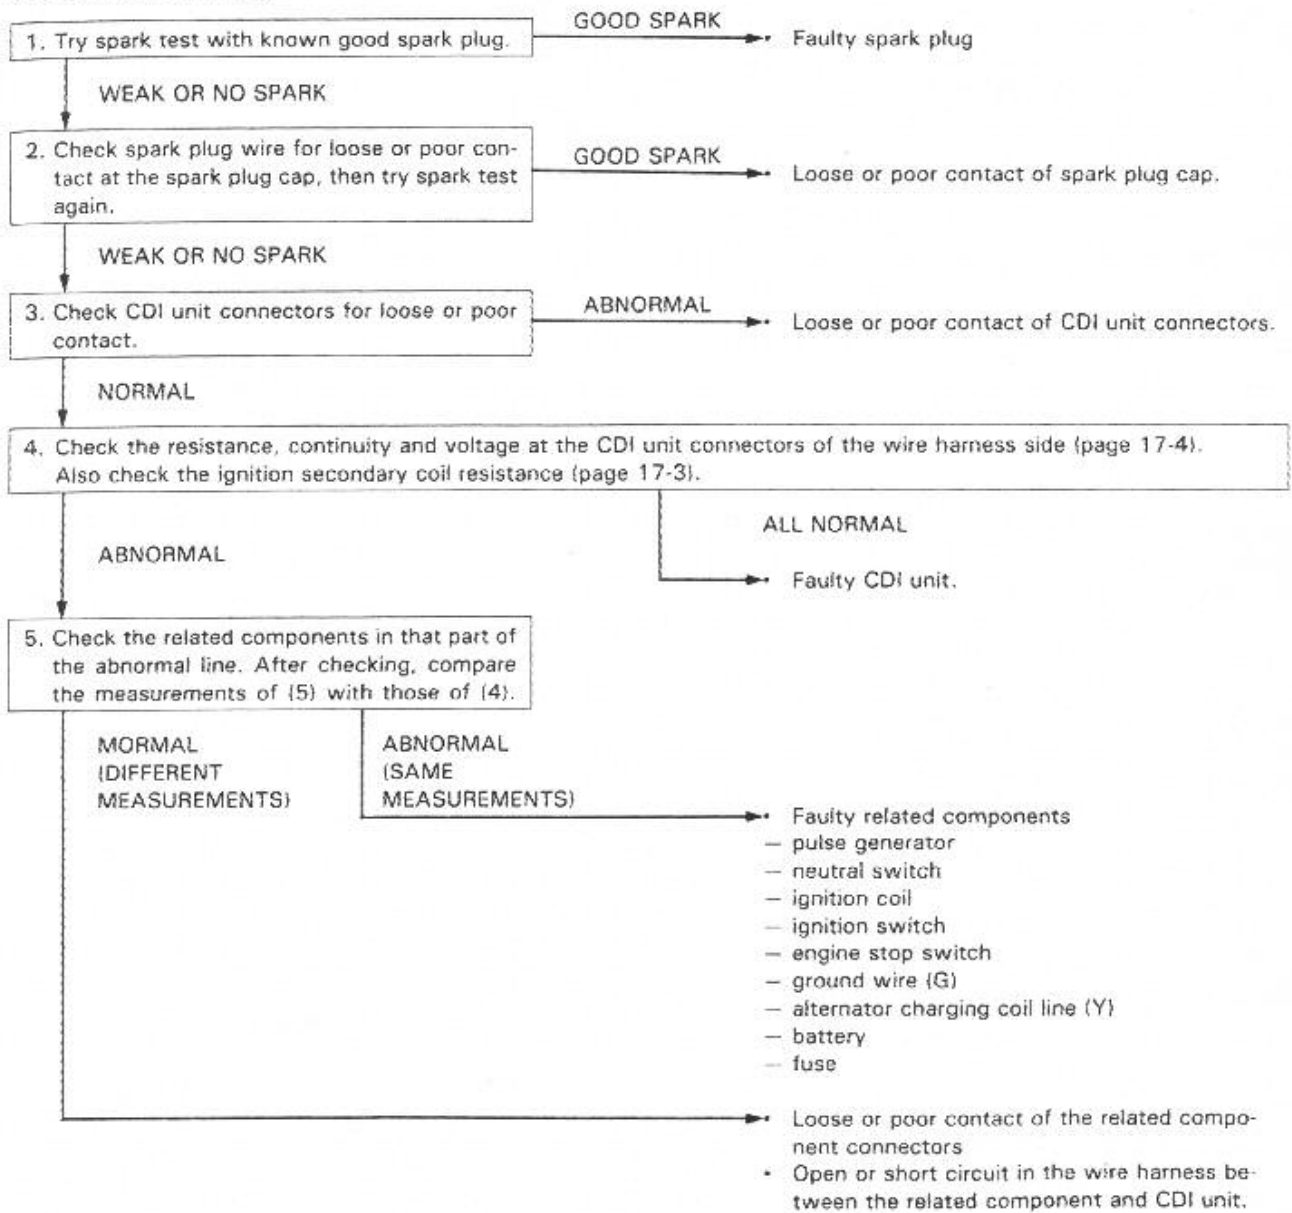 1. Try spark test with known good spark plug.
GOOD SPARK
• Faulty spark plug
WEAK OR NO SPARK
2. Check spark plug wire for loose or poor con-
tact at the spark plug cap, then try spark test
again.
GOOD SPARK
• Loose or poor contact of spark plug cap.
WEAK OR NO SPARK
3. Check CDI unit connectors for loose or poor
contact.
ABNORMAL
• Loose or poor contact of CDI unit connectors.
NORMAL
4. Check the resistance, continuity and voltage at the CDI unit connectors of the wire harness side (page 17-4).
Also check the ignition secondary coil resistance (page 17-3).
ALL NORMAL
ABNORMAL
• Faulty CDI unit.
5. Check the related components in that part of
the abnormal line. After checking, compare
the measurements of (5) with those of (4).
MORMAL
(DIFFERENT
MEASUREMENTS)
ABNORMAL
(SAME
MEASUREMENTS)
• Faulty related components
— pulse generator
— neutral switch
— ignition coil
— ignition switch
— engine stop switch
— ground wire (G)
— alternator charging coil line (Y)
— battery
— fuse
• Loose or poor contact of the related compo-
nent connectors
• Open or short circuit in the wire harness be-
tween the related component and CDI unit.